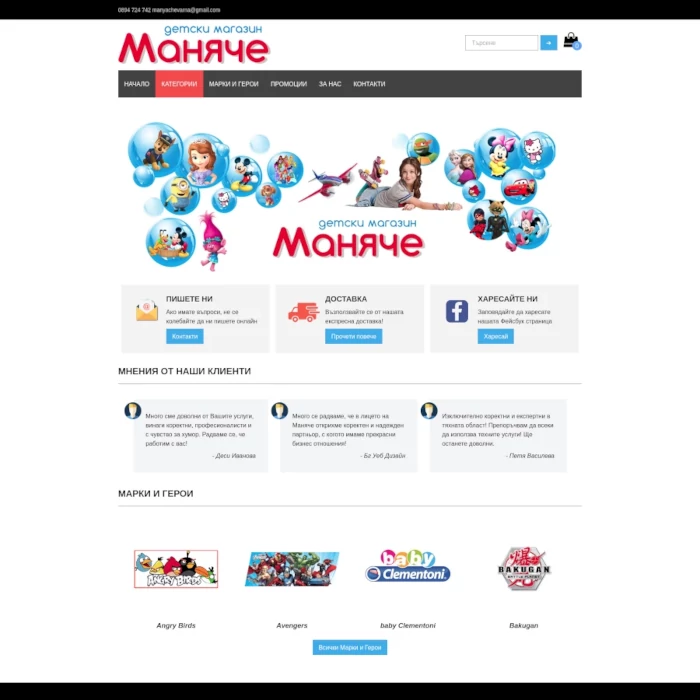 0894 724 742 manyachevarna@gmail.com
детски магазин
Маняче
Търсене
0
НАЧАЛО КАТЕГОРИИ МАРКИ И ГЕРОИ ПРОМОЦИИ ЗА НАС КОНТАКТИ
детски магазин
Маняче
ПИШЕТЕ НИ
Ако имате въпроси, не се
колебайте да ни пишете онлайн
Контакти
ДОСТАВКА
Възползвайте се от нашата
експресна доставка!
Прочети повече
ХАРЕСАЙТЕ НИ
Заповядайте да харесате
нашата Фейсбук страница
Харесай
МНЕНИЯ ОТ НАШИ КЛИЕНТИ
Много сме доволни от Вашите услуги,
винаги коректни, професионалисти и
с чувство за хумор. Радваме се, че
работим с вас!
- Деси Иванова
Много се радваме, че в лицето на
Маняче открихме коректен и надежден
партньор, с когото имаме прекрасни
бизнес отношения!
- Бг Уеб Дизайн
Изключително коректни и експертни в
тяхната област! Препоръчвам да всеки
да използва техните услуги! Ще
останете доволни.
- Петя Василева
МАРКИ И ГЕРОИ
ANGRY BIRDS
baby
Clementoni
BAKUGAN
Angry Birds
Avengers
baby Clementoni
Bakugan
Всички Марки и Герои